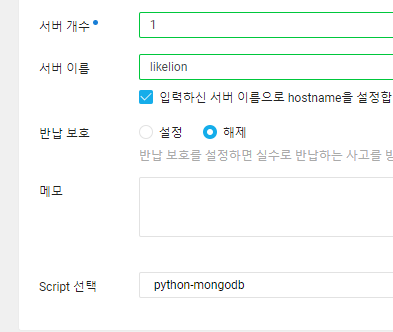 서버 개수
1
서버 이름
likelion
입력하신 서버 이름으로 hostname을 설정합
반납 보호
설정 해제
반납 보호를 설정하면 실수로 반납하는 사고를 방
메모
Script 선택
python-mongodb